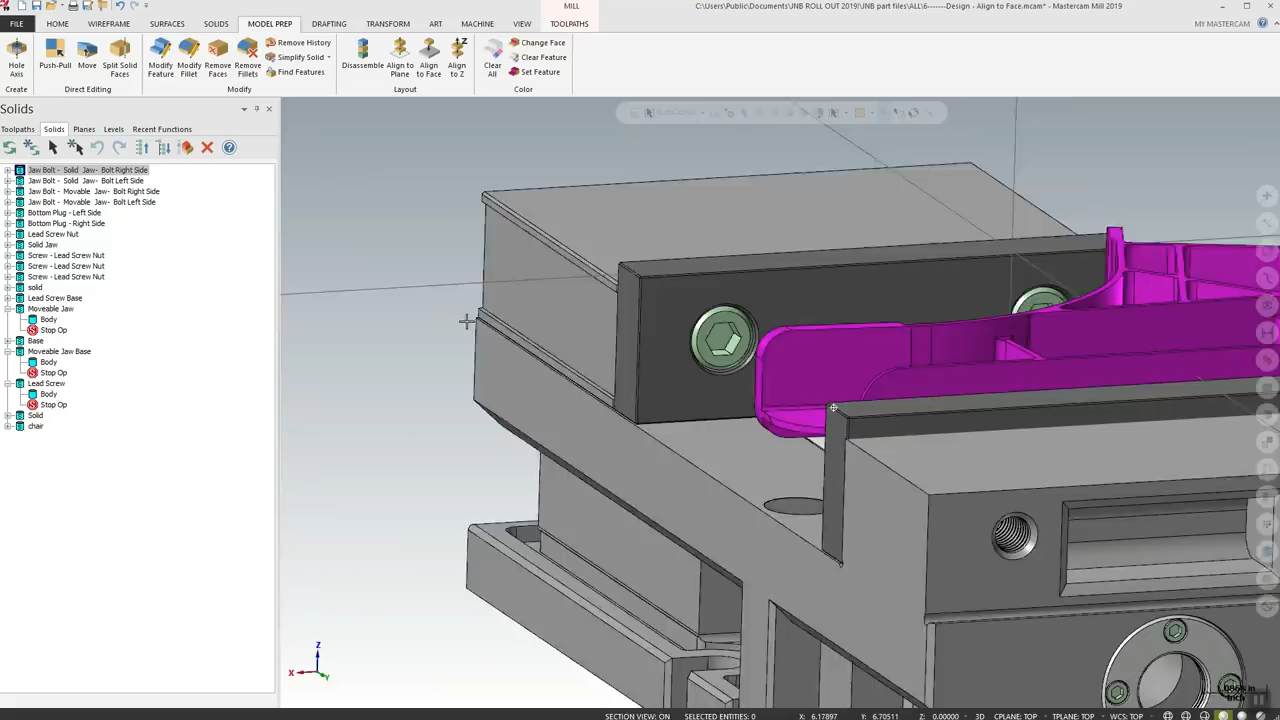 C:\Users\Public\Documents\JNB ROLL OUT 2019\JNB part files\ALL\6-------Design - Align to Face.mcam* - Mastercam Mill 2019
MILL
FILE HOME WIREFRAME SURFACES SOLIDS MODEL PREP DRAFTING TRANSFORM ART MACHINE VIEW TOOLPATHS MY MASTERCAM
Hole Axis
Push-Pull
Move
Split Solid Faces
Modify Feature
Modify Fillet
Remove Faces
Remove Fillets
Remove History
Simplify Solid
Find Features
Disassemble
Align to Plane
Align to Face
Align to Z
Clear All
Change Face
Clear Feature
Set Feature
Create Direct Editing Modify Layout Color
Solids
Toolpaths Solids Planes Levels Recent Functions
Jaw Bolt - Solid Jaw- Bolt Right Side
Jaw Bolt - Solid Jaw- Bolt Left Side
Jaw Bolt - Movable Jaw- Bolt Right Side
Jaw Bolt - Movable Jaw- Bolt Left Side
Bottom Plug - Left Side
Bottom Plug - Right Side
Lead Screw Nut
Solid Jaw
Screw - Lead Screw Nut
Screw - Lead Screw Nut
Screw - Lead Screw Nut
solid
Lead Screw Base
Moveable Jaw
Body
Stop Op
Base
Moveable Jaw Base
Body
Stop Op
Lead Screw
Body
Stop Op
Solid
chair
Z
X
Y
SECTION VIEW: ON SELECTED ENTITIES: 0 X: 6.17897 Y: 6.70511 Z: 0.00000 3D CPLANE: TOP TPLANE: TOP WCS: TOP